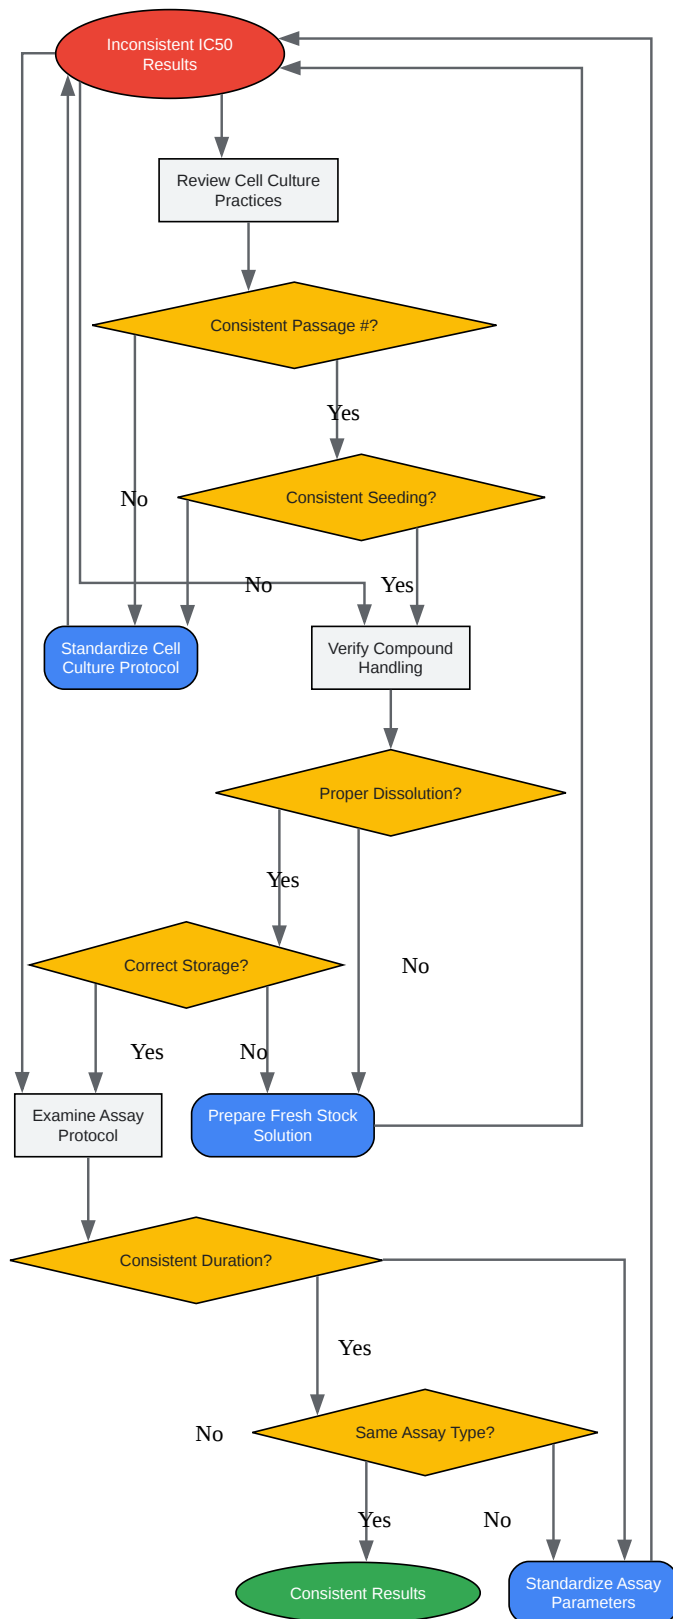 Inconsistent IC50
Results
Review Cell Culture
Practices
Consistent Passage #?
Yes
Consistent Seeding?
No
No
Yes
Standardize Cell
Culture Protocol
Verify Compound
Handling
Proper Dissolution?
Yes
Correct Storage?
No
Yes
No
Examine Assay
Protocol
Prepare Fresh Stock
Solution
Consistent Duration?
Yes
Same Assay Type?
No
Yes
No
Consistent Results
Standardize Assay
Parameters